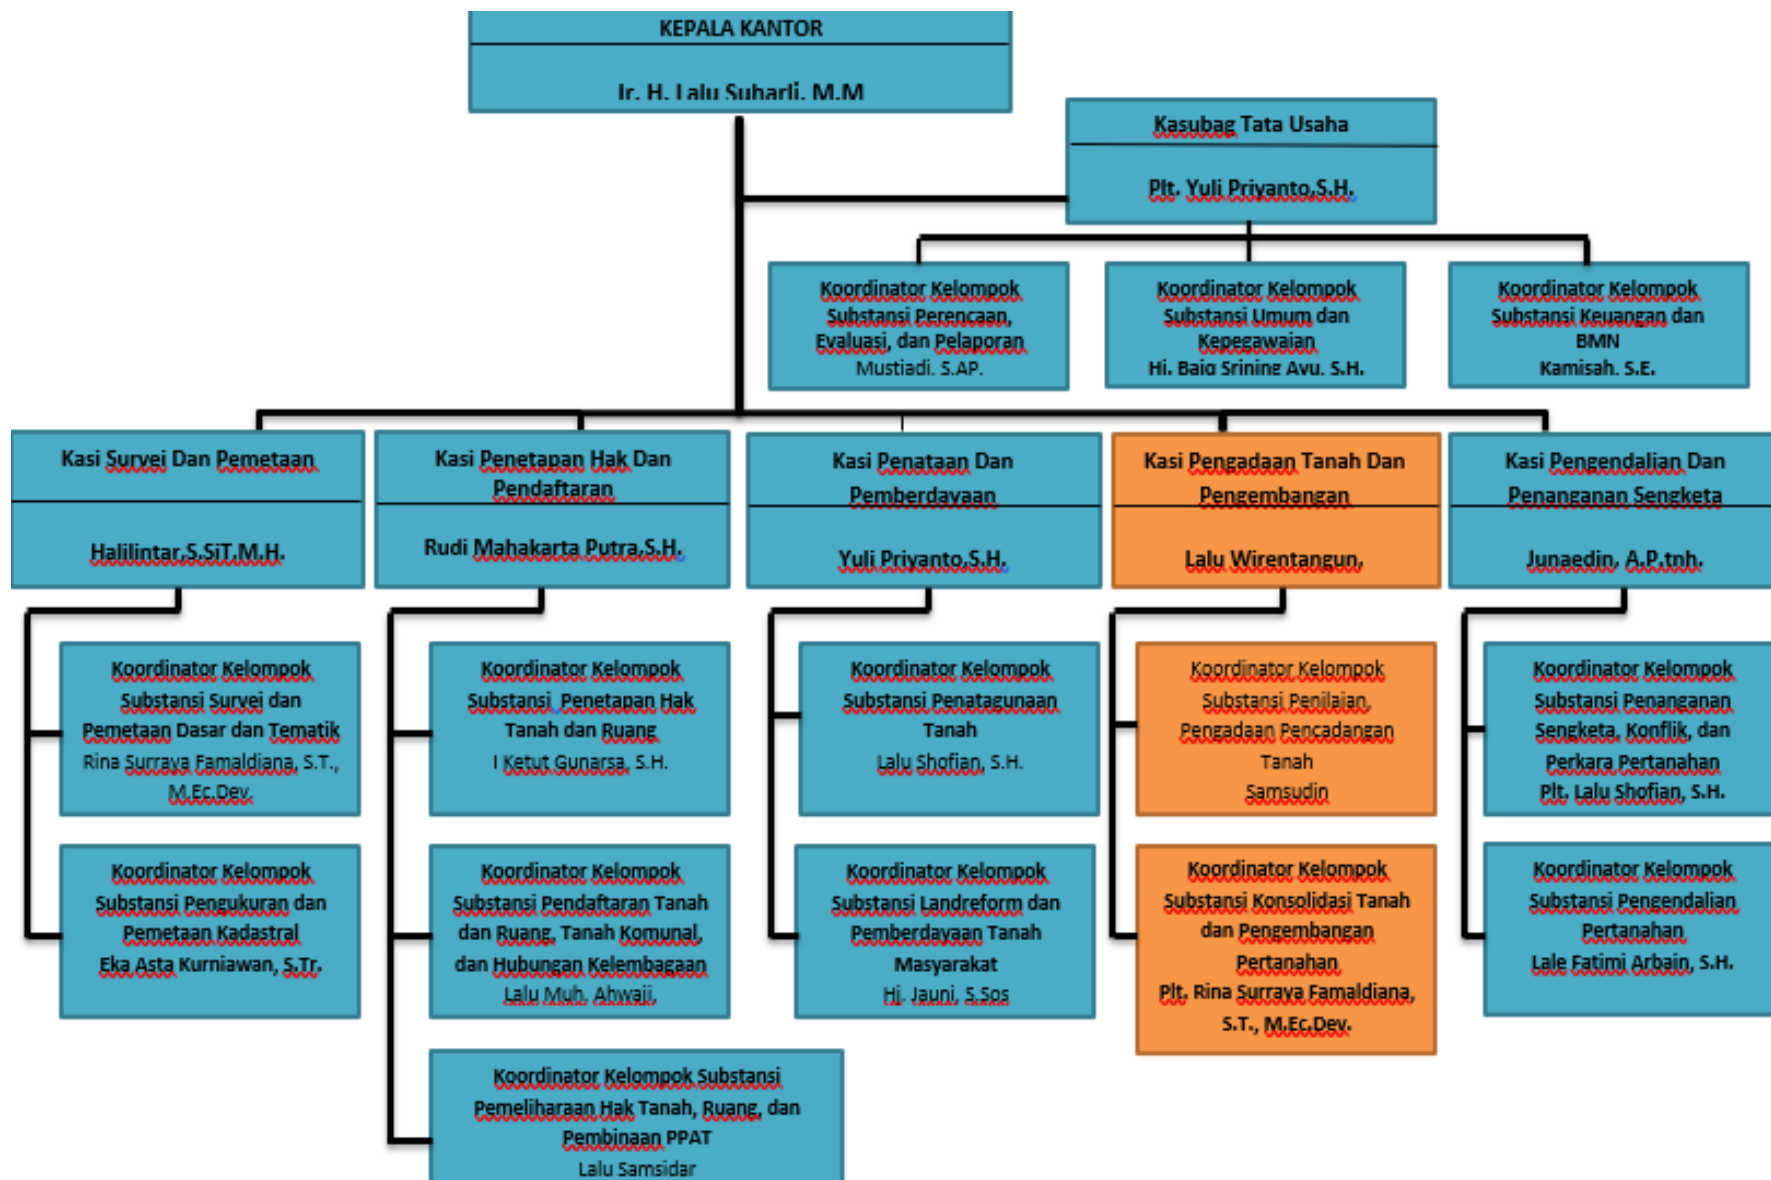 KEPALA KANTOR
Ir. H. Lalu Suharli. M.M
Kasubag Tata Usaha
Plt. Yuli Priyanto,S.H.
Koordinator Kelompok
Substansi Perencaan,
Evaluasi, dan Pelaporan
Mustiadi. S.AP.
Koordinator Kelompok
Substansi Umum dan
Kepegawaian
Hj. Baiq Srining Ayu. S.H.
Koordinator Kelompok
Substansi Keuangan dan
BMN
Kamisah. S.E.
Kasi Survei Dan Pemetaan
Halilintar,S.SiT.M.H.
Kasi Penetapan Hak Dan
Pendaftaran
Rudi Mahakarta Putra,S.H.
Kasi Penataan Dan
Pemberdayaan
Yuli Priyanto,S.H.
Kasi Pengadaan Tanah Dan
Pengembangan
Lalu Wirentangun,
Kasi Pengendalian Dan
Penanganan Sengketa
Junaedin, A.P,tnh.
Koordinator Kelompok
Substansi Survei dan
Pemetaan Dasar dan Tematik
Rina Surraya Famaldiana, S.T.,
M.Ec.Dev.
Koordinator Kelompok
Substansi Pengukuran dan
Pemetaan Kadastral
Eka Asta Kurniawan, S.Tr.
Koordinator Kelompok
Substansi Penetapan Hak
Tanah dan Ruang
I Ketut Gunarsa, S.H.
Koordinator Kelompok
Substansi Pendaftaran Tanah
dan Ruang, Tanah Komunal,
dan Hubungan Kelembagaan
Lalu Muh. Ahwaji,
Koordinator Kelompok Substansi
Pemeliharaan Hak Tanah, Ruang, dan
Pembinaan PPAT
Lalu Samsidar
Koordinator Kelompok
Substansi Penatagunaan
Tanah
Lalu Shofian, S.H.
Koordinator Kelompok
Substansi Landreform dan
Pemberdayaan Tanah
Masyarakat
Hj. Jauni, S.Sos
Koordinator Kelompok
Substansi Penilaian,
Pengadaan Pencadangan
Tanah
Samsudin
Koordinator Kelompok
Substansi Konsolidasi Tanah
dan Pengembangan
Pertanahan
Plt. Rina Surraya Famaldiana,
S.T., M.Ec.Dev.
Koordinator Kelompok
Substansi Penanganan
Sengketa, Konflik, dan
Perkara Pertanahan
Plt. Lalu Shofian, S.H.
Koordinator Kelompok
Substansi Pengendalian
Pertanahan
Lale Fatimi Arbain, S.H.